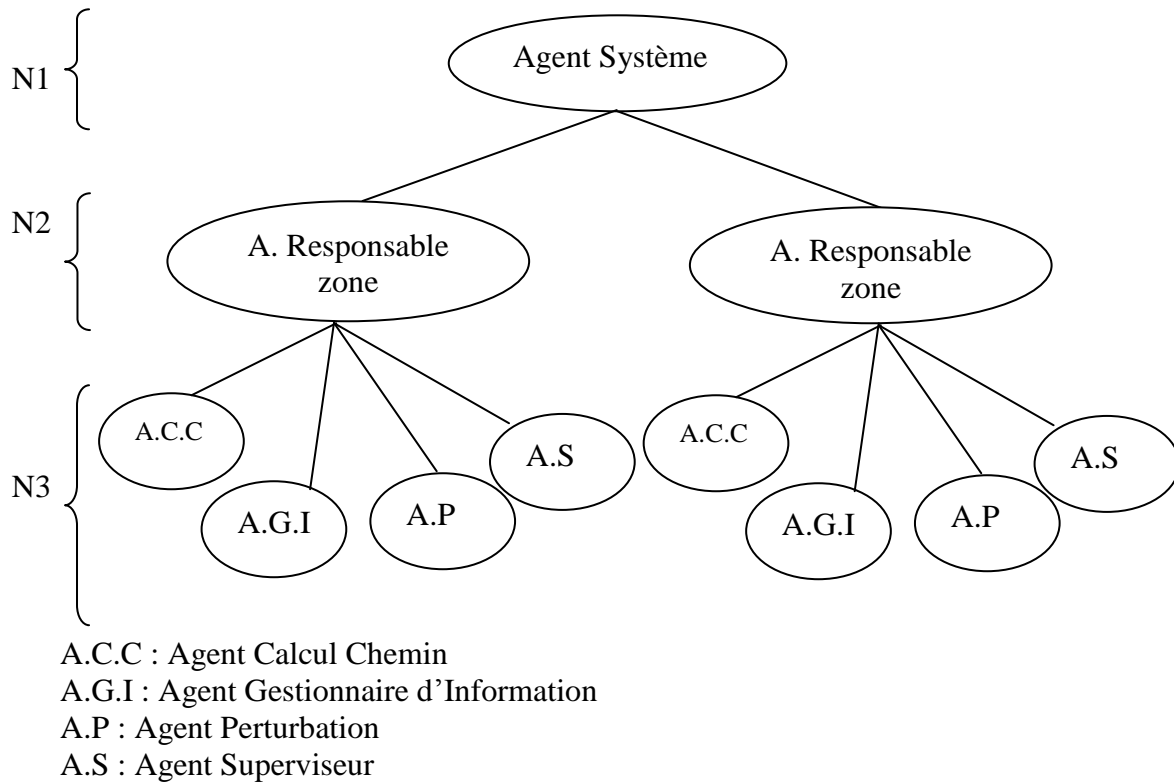 N1
Agent Système
N2
A. Responsable
zone
A. Responsable
zone
N3
A.C.C
A.G.I
A.P
A.S
A.C.C
A.G.I
A.P
A.S
A.C.C : Agent Calcul Chemin
A.G.I : Agent Gestionnaire d’Information
A.P : Agent Perturbation
A.S : Agent Superviseur